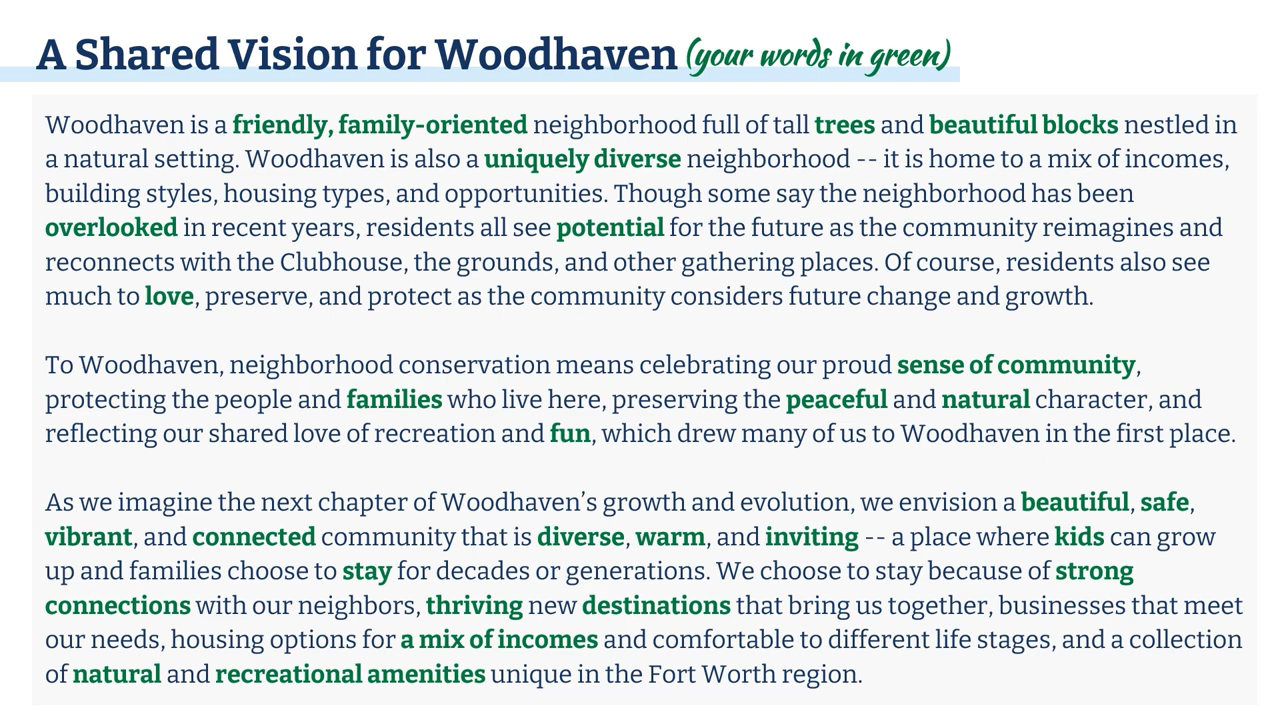 A Shared Vision for Woodhaven (your words in green)
Woodhaven is a friendly, family-oriented neighborhood full of tall trees and beautiful blocks nestled in
a natural setting. Woodhaven is also a uniquely diverse neighborhood -- it is home to a mix of incomes,
building styles, housing types, and opportunities. Though some say the neighborhood has been
overlooked in recent years, residents all see potential for the future as the community reimagines and
reconnects with the Clubhouse, the grounds, and other gathering places. Of course, residents also see
much to love, preserve, and protect as the community considers future change and growth.
To Woodhaven, neighborhood conservation means celebrating our proud sense of community,
protecting the people and families who live here, preserving the peaceful and natural character, and
reflecting our shared love of recreation and fun, which drew many of us to Woodhaven in the first place.
As we imagine the next chapter of Woodhaven’s growth and evolution, we envision a beautiful, safe,
vibrant, and connected community that is diverse, warm, and inviting -- a place where kids can grow
up and families choose to stay for decades or generations. We choose to stay because of strong
connections with our neighbors, thriving new destinations that bring us together, businesses that meet
our needs, housing options for a mix of incomes and comfortable to different life stages, and a collection
of natural and recreational amenities unique in the Fort Worth region.